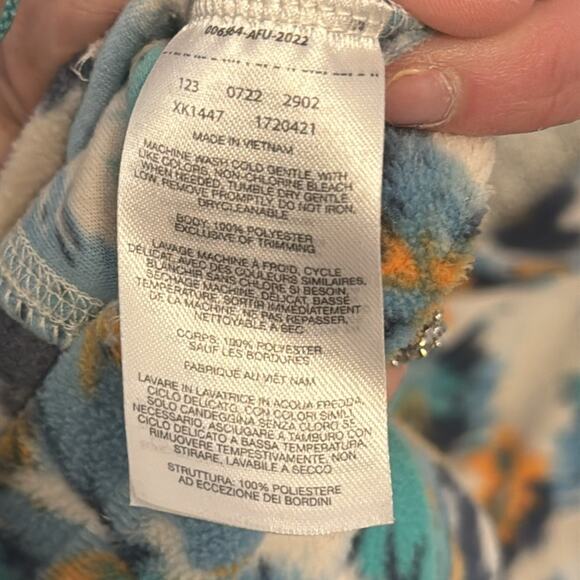 006964-AFU-2022
123 0722 2902
XK1447 1720421
MADE IN VIETNAM
MACHINE WASH COLD GENTLE, WITH
LIKE COLORS, NON-CHLORINE BLEACH
WHEN NEEDED, TUMBLE DRY GENTLE,
LOW, REMOVE PROMPTLY, DO NOT IRON,
DRYCLEANABLE
BODY: 100% POLYESTER
EXCLUSIVE OF TRIMMING
LAVAGE MACHINE À FROID, CYCLE
DÉLICAT, AVEC DES COULEURS SIMILAIRES,
BLANCHIR SANS CHLORE SI BESOIN,
SÉCHAGE MACHINE DÉLICAT, BASSE
TEMPÉRATURE, SORTIR IMMÉDIATEMENT
DE LA MACHINE, NE PAS REPASSER,
NETTOYABLE À SEC
CORPS: 100% POLYESTER
SAUF LES BORDURES
FABRIQUÉ AU VIÊT NAM
LAVARE IN LAVATRICE IN ACQUA FREDDA,
CICLO DELICATO, CON COLORI SIMILI,
SOLO CANDEGGINA SENZA CLORO SE
NECESSARIO, ASCIUGARE A TAMBURO CON
CICLO DELICATO A BASSA TEMPERATURA,
RIMUOVERE TEMPESTIVAMENTE, NON
STIRARE, LAVABILE A SECCO
STRUTTURA: 100% POLIESTERE
AD ECCEZIONE DEI BORDINI